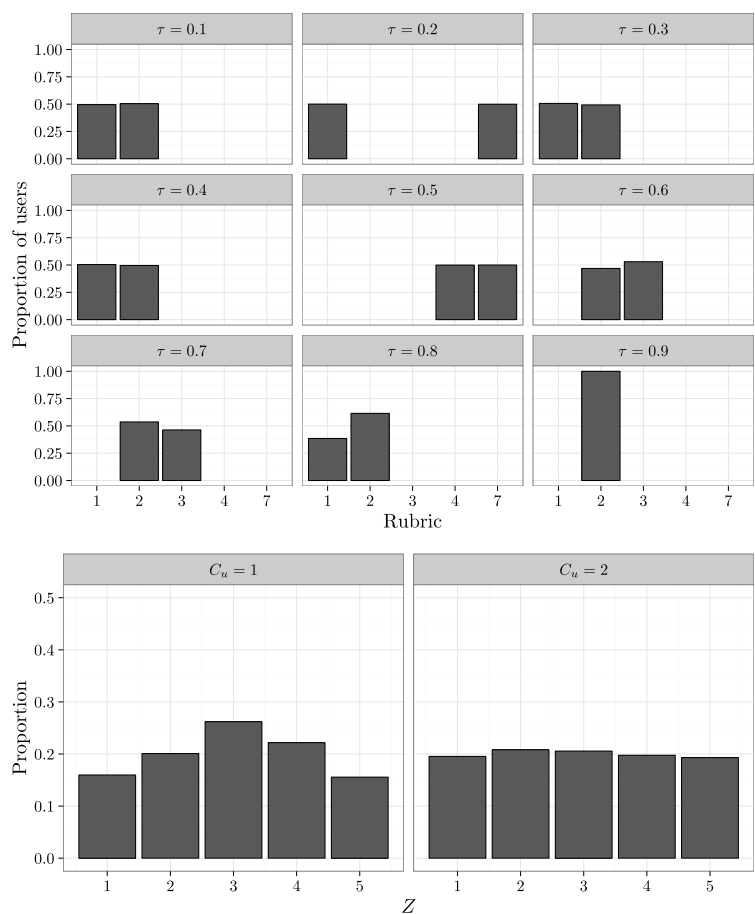 τ = 0.1 τ = 0.2 τ = 0.3
1.00
0.75
0.50
0.25
0.00
τ = 0.4 τ = 0.5 τ = 0.6
1.00
0.75
0.50
0.25
0.00
τ = 0.7 τ = 0.8 τ = 0.9
1.00
0.75
0.50
0.25
0.00
1 2 3 4 7 1 2 3 4 7 1 2 3 4 7
Proportion of users
Rubric
C_u = 1 C_u = 2
0.5
0.4
0.3
0.2
0.1
0.0
1 2 3 4 5 1 2 3 4 5
Proportion
Z